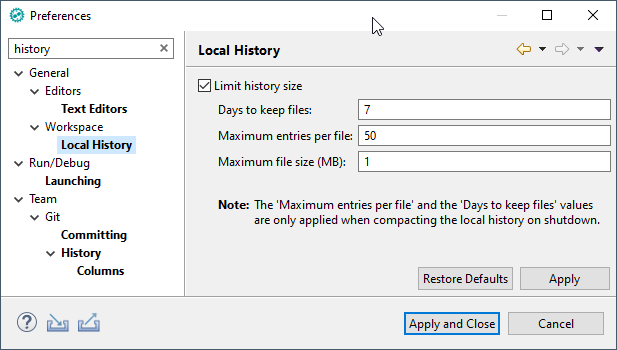 Preferences
history
Local History
General
Editors
Text Editors
Workspace
Local History
Run/Debug
Launching
Team
Git
Committing
History
Columns
Limit history size
Days to keep files: 7
Maximum entries per file: 50
Maximum file size (MB): 1
Note: The 'Maximum entries per file' and the 'Days to keep files' values
are only applied when compacting the local history on shutdown.
Restore Defaults Apply
? Apply and Close Cancel